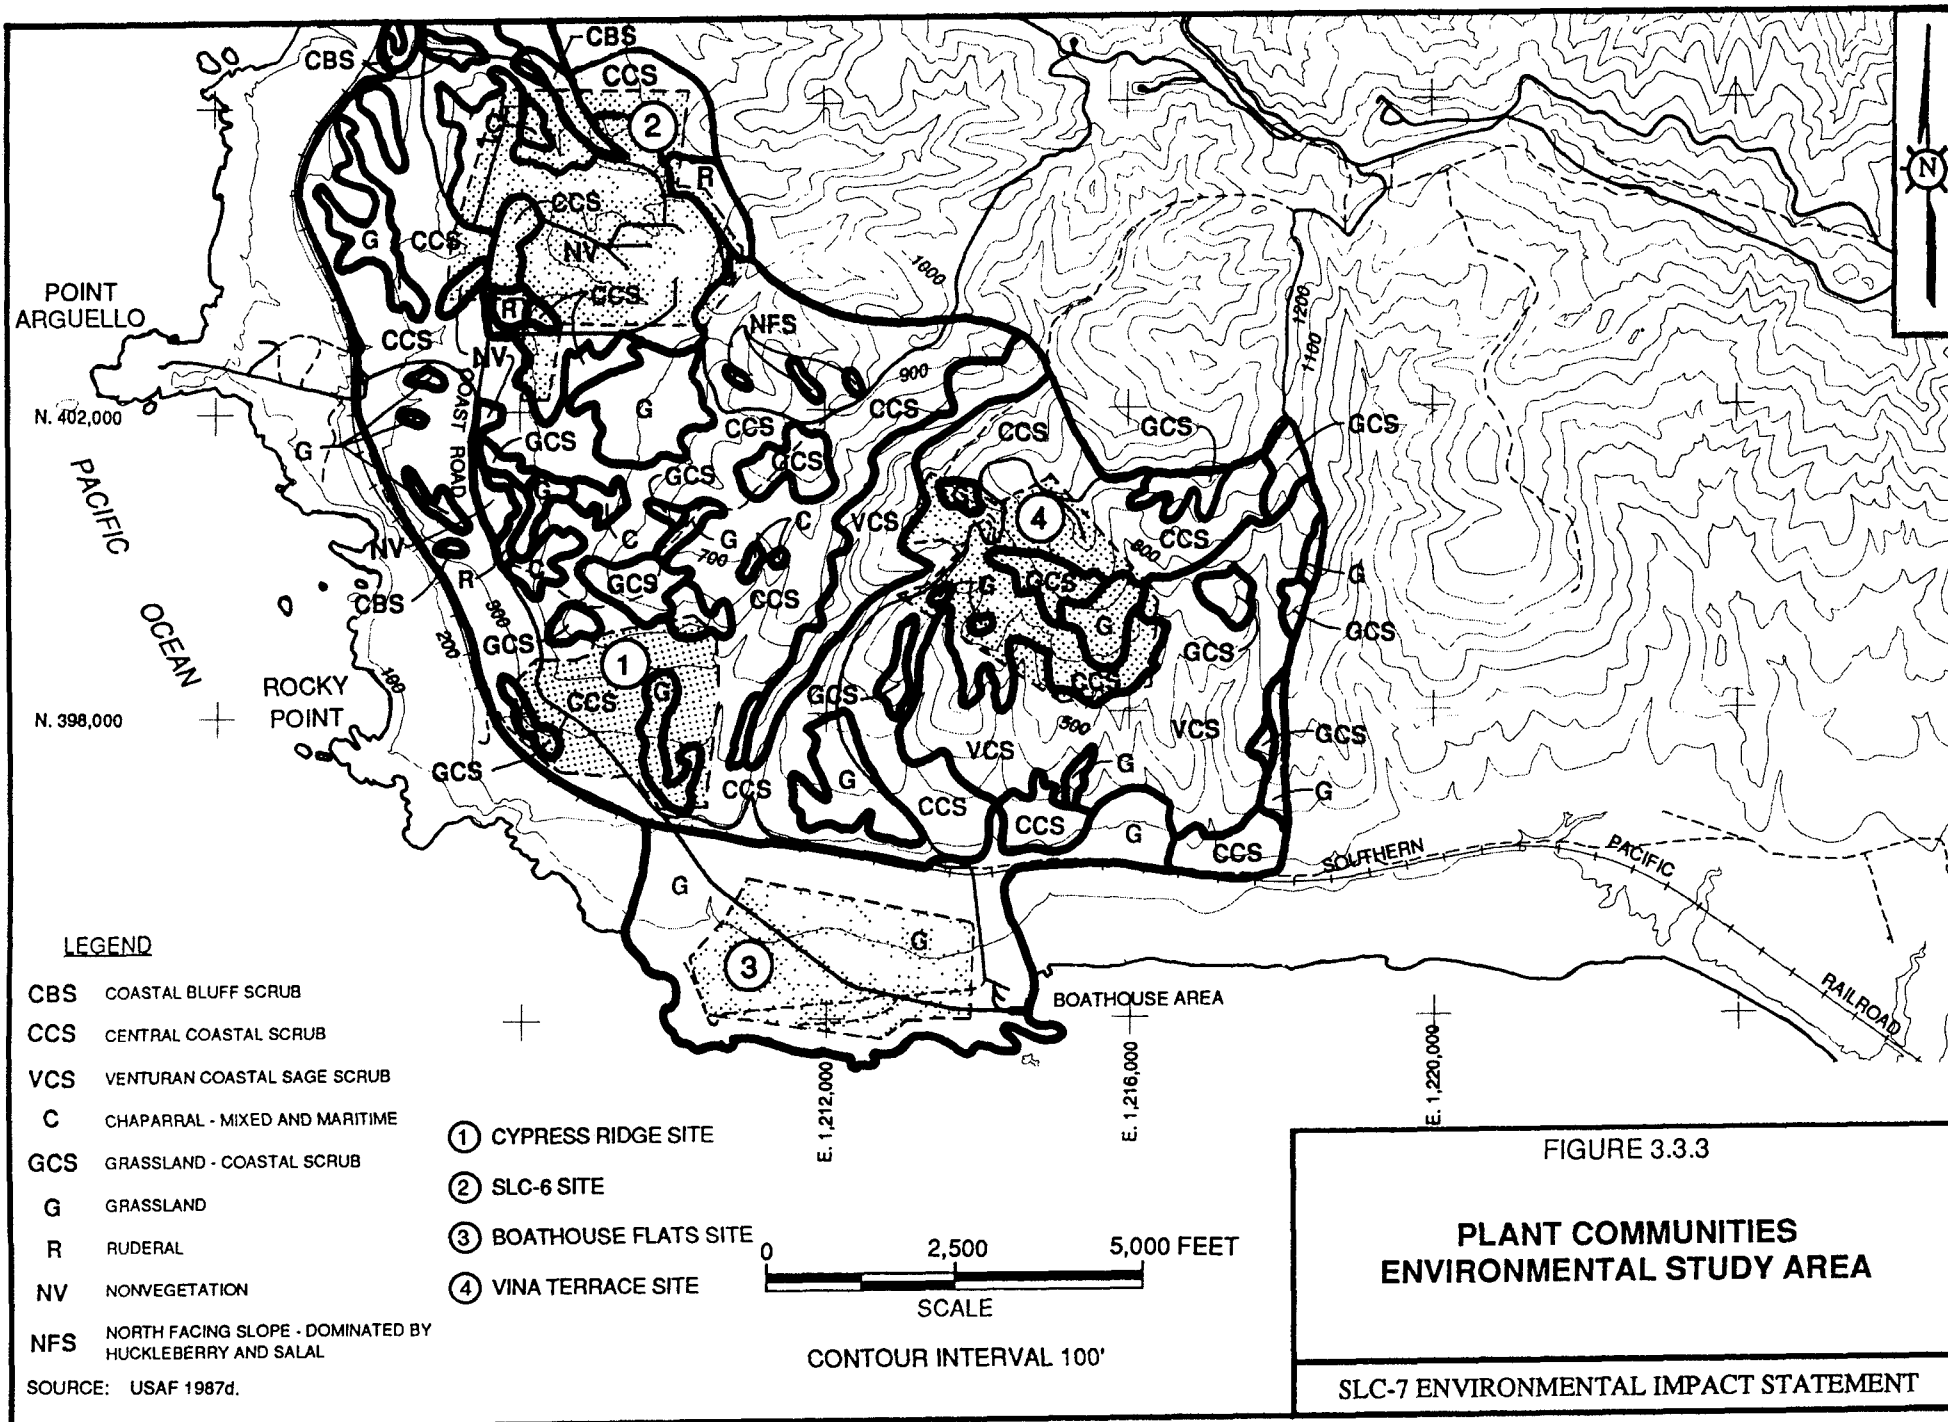 CBS
CBS
CCS
2
N
R
CCS
G
CCS
NV
1000
CCS
R
1200
POINT
ARGUELLO
CCS
NFS
1100
NV
900
COAST ROAD
CCS
N. 402,000
G
CCS
CCS
GCS
GCS
GCS
G
PACIFIC
GCS
GCS
G
4
VCS
C
C
G
CCS
NV
700
800
R
C
GCS
G
GCS
G
CBS
900
CCS
OCEAN
200
GCS
G
GCS
GCS
1
100
ROCKY
POINT
CCS
G
GCS
CCS
N. 398,000
500
VCS
GCS
VCS
GCS
CCS
G
G
G
CCS
CCS
G
CCS
SOUTHERN
PACIFIC
RAILROAD
G
G
3
BOATHOUSE AREA
E. 1,212,000
E. 1,216,000
E. 1,220,000
LEGEND
CBS COASTAL BLUFF SCRUB
CCS CENTRAL COASTAL SCRUB
VCS VENTURAN COASTAL SAGE SCRUB
C CHAPARRAL - MIXED AND MARITIME
GCS GRASSLAND - COASTAL SCRUB
G GRASSLAND
R RUDERAL
NV NONVEGETATION
NFS NORTH FACING SLOPE - DOMINATED BY
HUCKLEBERRY AND SALAL
SOURCE: USAF 1987d.
1 CYPRESS RIDGE SITE
2 SLC-6 SITE
3 BOATHOUSE FLATS SITE
4 VINA TERRACE SITE
0 2,500 5,000 FEET
SCALE
CONTOUR INTERVAL 100'
FIGURE 3.3.3
PLANT COMMUNITIES
ENVIRONMENTAL STUDY AREA
SLC-7 ENVIRONMENTAL IMPACT STATEMENT